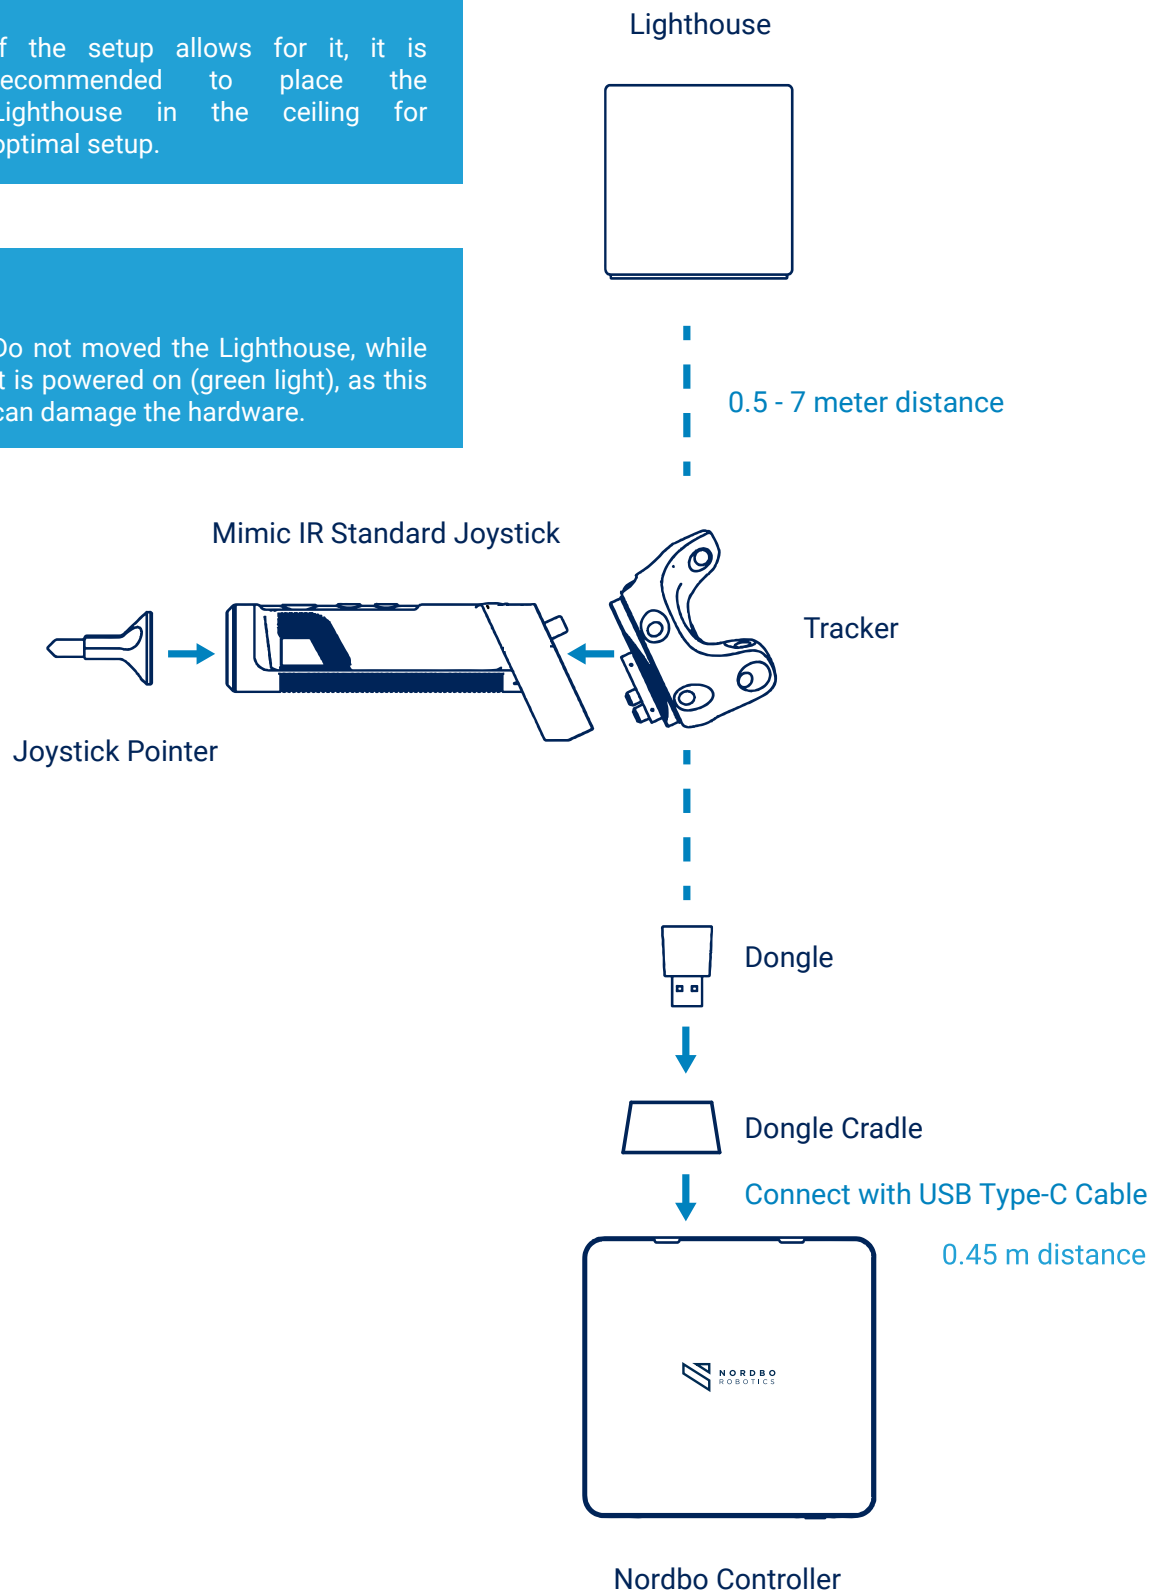 Lighthouse
f the setup allows for it, it is
ecommended to place the
Lighthouse in the ceiling for
optimal setup.
Do not moved the Lighthouse, while
t is powered on (green light), as this
can damage the hardware.
0.5 - 7 meter distance
Mimic IR Standard Joystick
Tracker
Joystick Pointer
Dongle
Dongle Cradle
Connect with USB Type-C Cable
0.45 m distance
NORDBO
ROBOTICS
Nordbo Controller